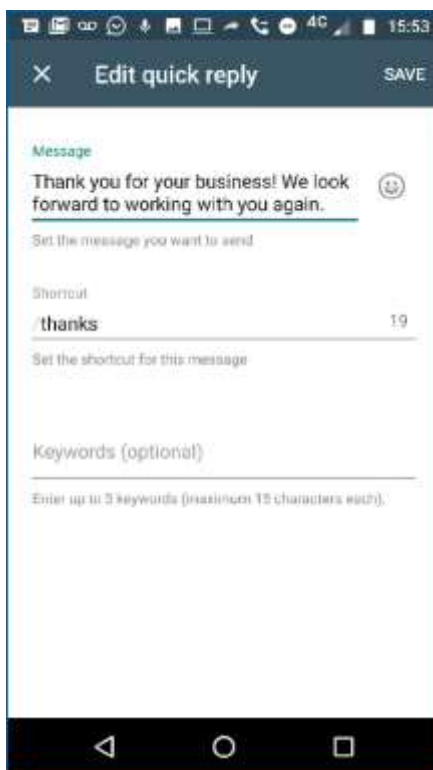 4G 15:53
Edit quick reply SAVE
Message
Thank you for your business! We look
forward to working with you again.
Set the message you want to send
Shortcut
/thanks 19
Set the shortcut for this message
Keywords (optional)
Enter up to 3 keywords (maximum 15 characters each).